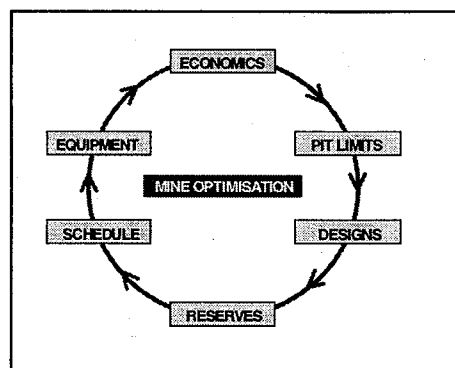 ECONOMICS
EQUIPMENT
PIT LIMITS
MINE OPTIMISATION
SCHEDULE
DESIGNS
RESERVES